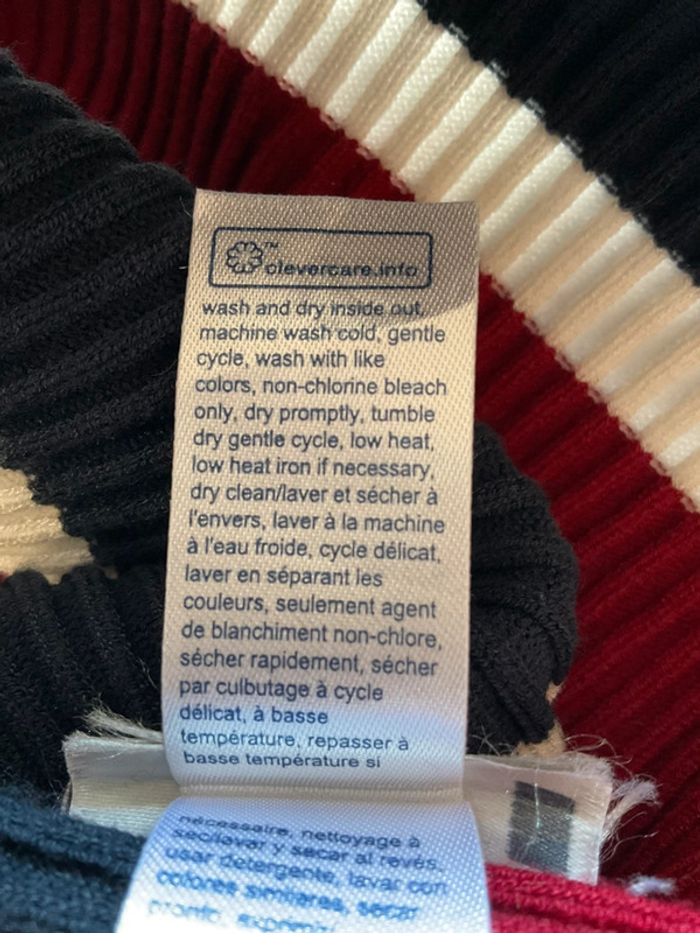 ™
clevercare.info
wash and dry inside out,
machine wash cold, gentle
cycle, wash with like
colors, non-chlorine bleach
only, dry promptly, tumble
dry gentle cycle, low heat,
low heat iron if necessary,
dry clean/laver et sécher à
l'envers, laver à la machine
à l'eau froide, cycle délicat,
laver en séparant les
couleurs, seulement agent
de blanchiment non-chlore,
sécher rapidement, sécher
par culbutage à cycle
délicat, à basse
température, repasser à
basse température si
nécessaire, nettoyage à
sec/lavar y secar al revés,
usar detergente, lavar con
colores similares, secar
pronto, exprimir